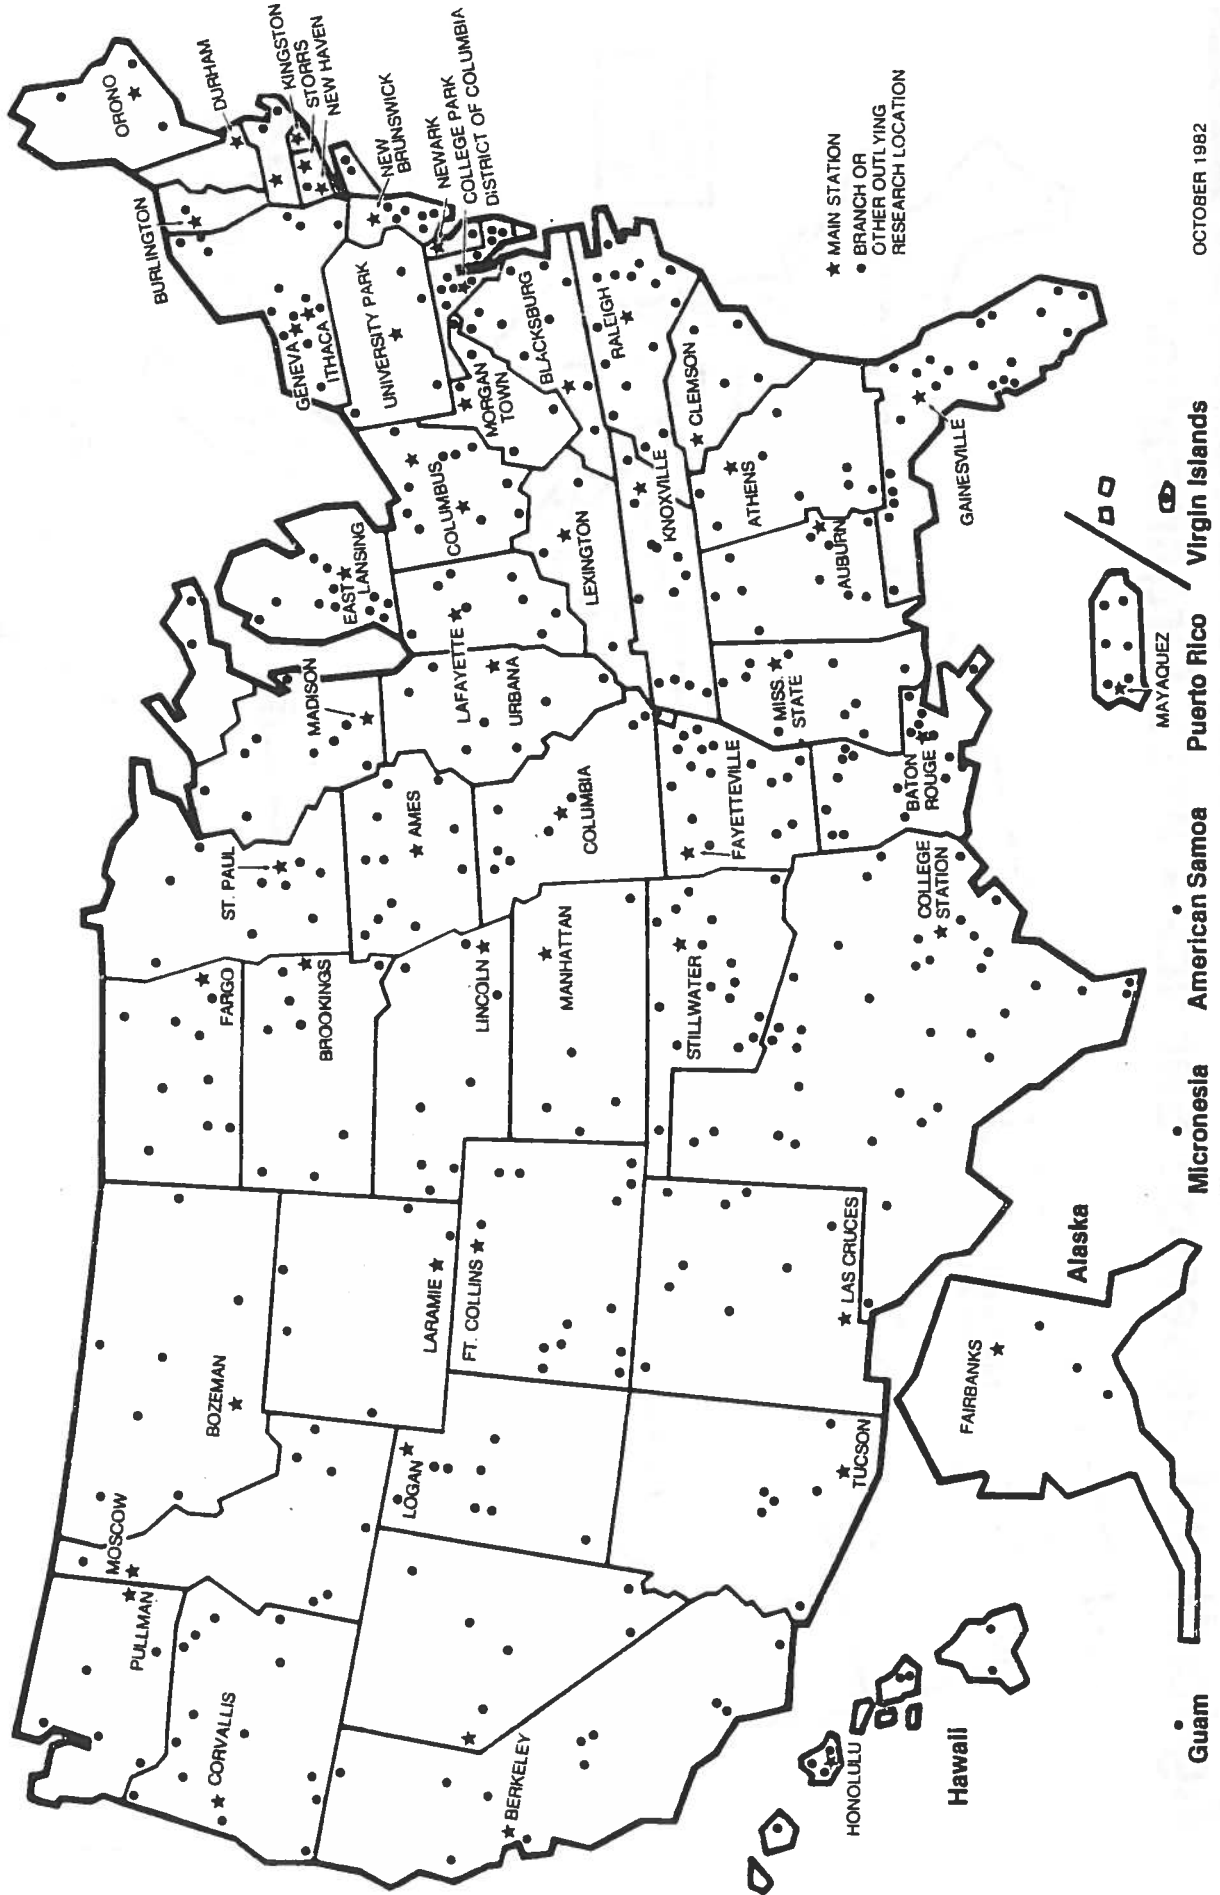 PULLMAN
MOSCOW
CORVALLIS
BOZEMAN
FARGO
ST. PAUL
BROOKINGS
MADISON
EAST
LANSING
BURLINGTON
ORONO
DURHAM
KINGSTON
STORRS
NEW HAVEN
GENEVA
ITHACA
UNIVERSITY PARK
NEW
BRUNSWICK
NEWARK
COLLEGE PARK
DISTRICT OF COLUMBIA
BERKELEY
LOGAN
LARAMIE
FT. COLLINS
LINCOLN
AMES
LAFAYETTE
URBANA
COLUMBUS
MORGAN
TOWN
BLACKSBURG
MANHATTAN
COLUMBIA
LEXINGTON
KNOXVILLE
RALEIGH
CLEMSON
TUCSON
LAS CRUCES
STILLWATER
FAYETTEVILLE
MISS.
STATE
AUBURN
ATHENS
COLLEGE
STATION
BATON
ROUGE
GAINESVILLE
★ MAIN STATION
● BRANCH OR
OTHER OUTLYING
RESEARCH LOCATION
HONOLULU
Hawaii
FAIRBANKS
Alaska
MAYAQUEZ
Guam
Micronesia
American Samoa
Puerto Rico
Virgin Islands
OCTOBER 1982